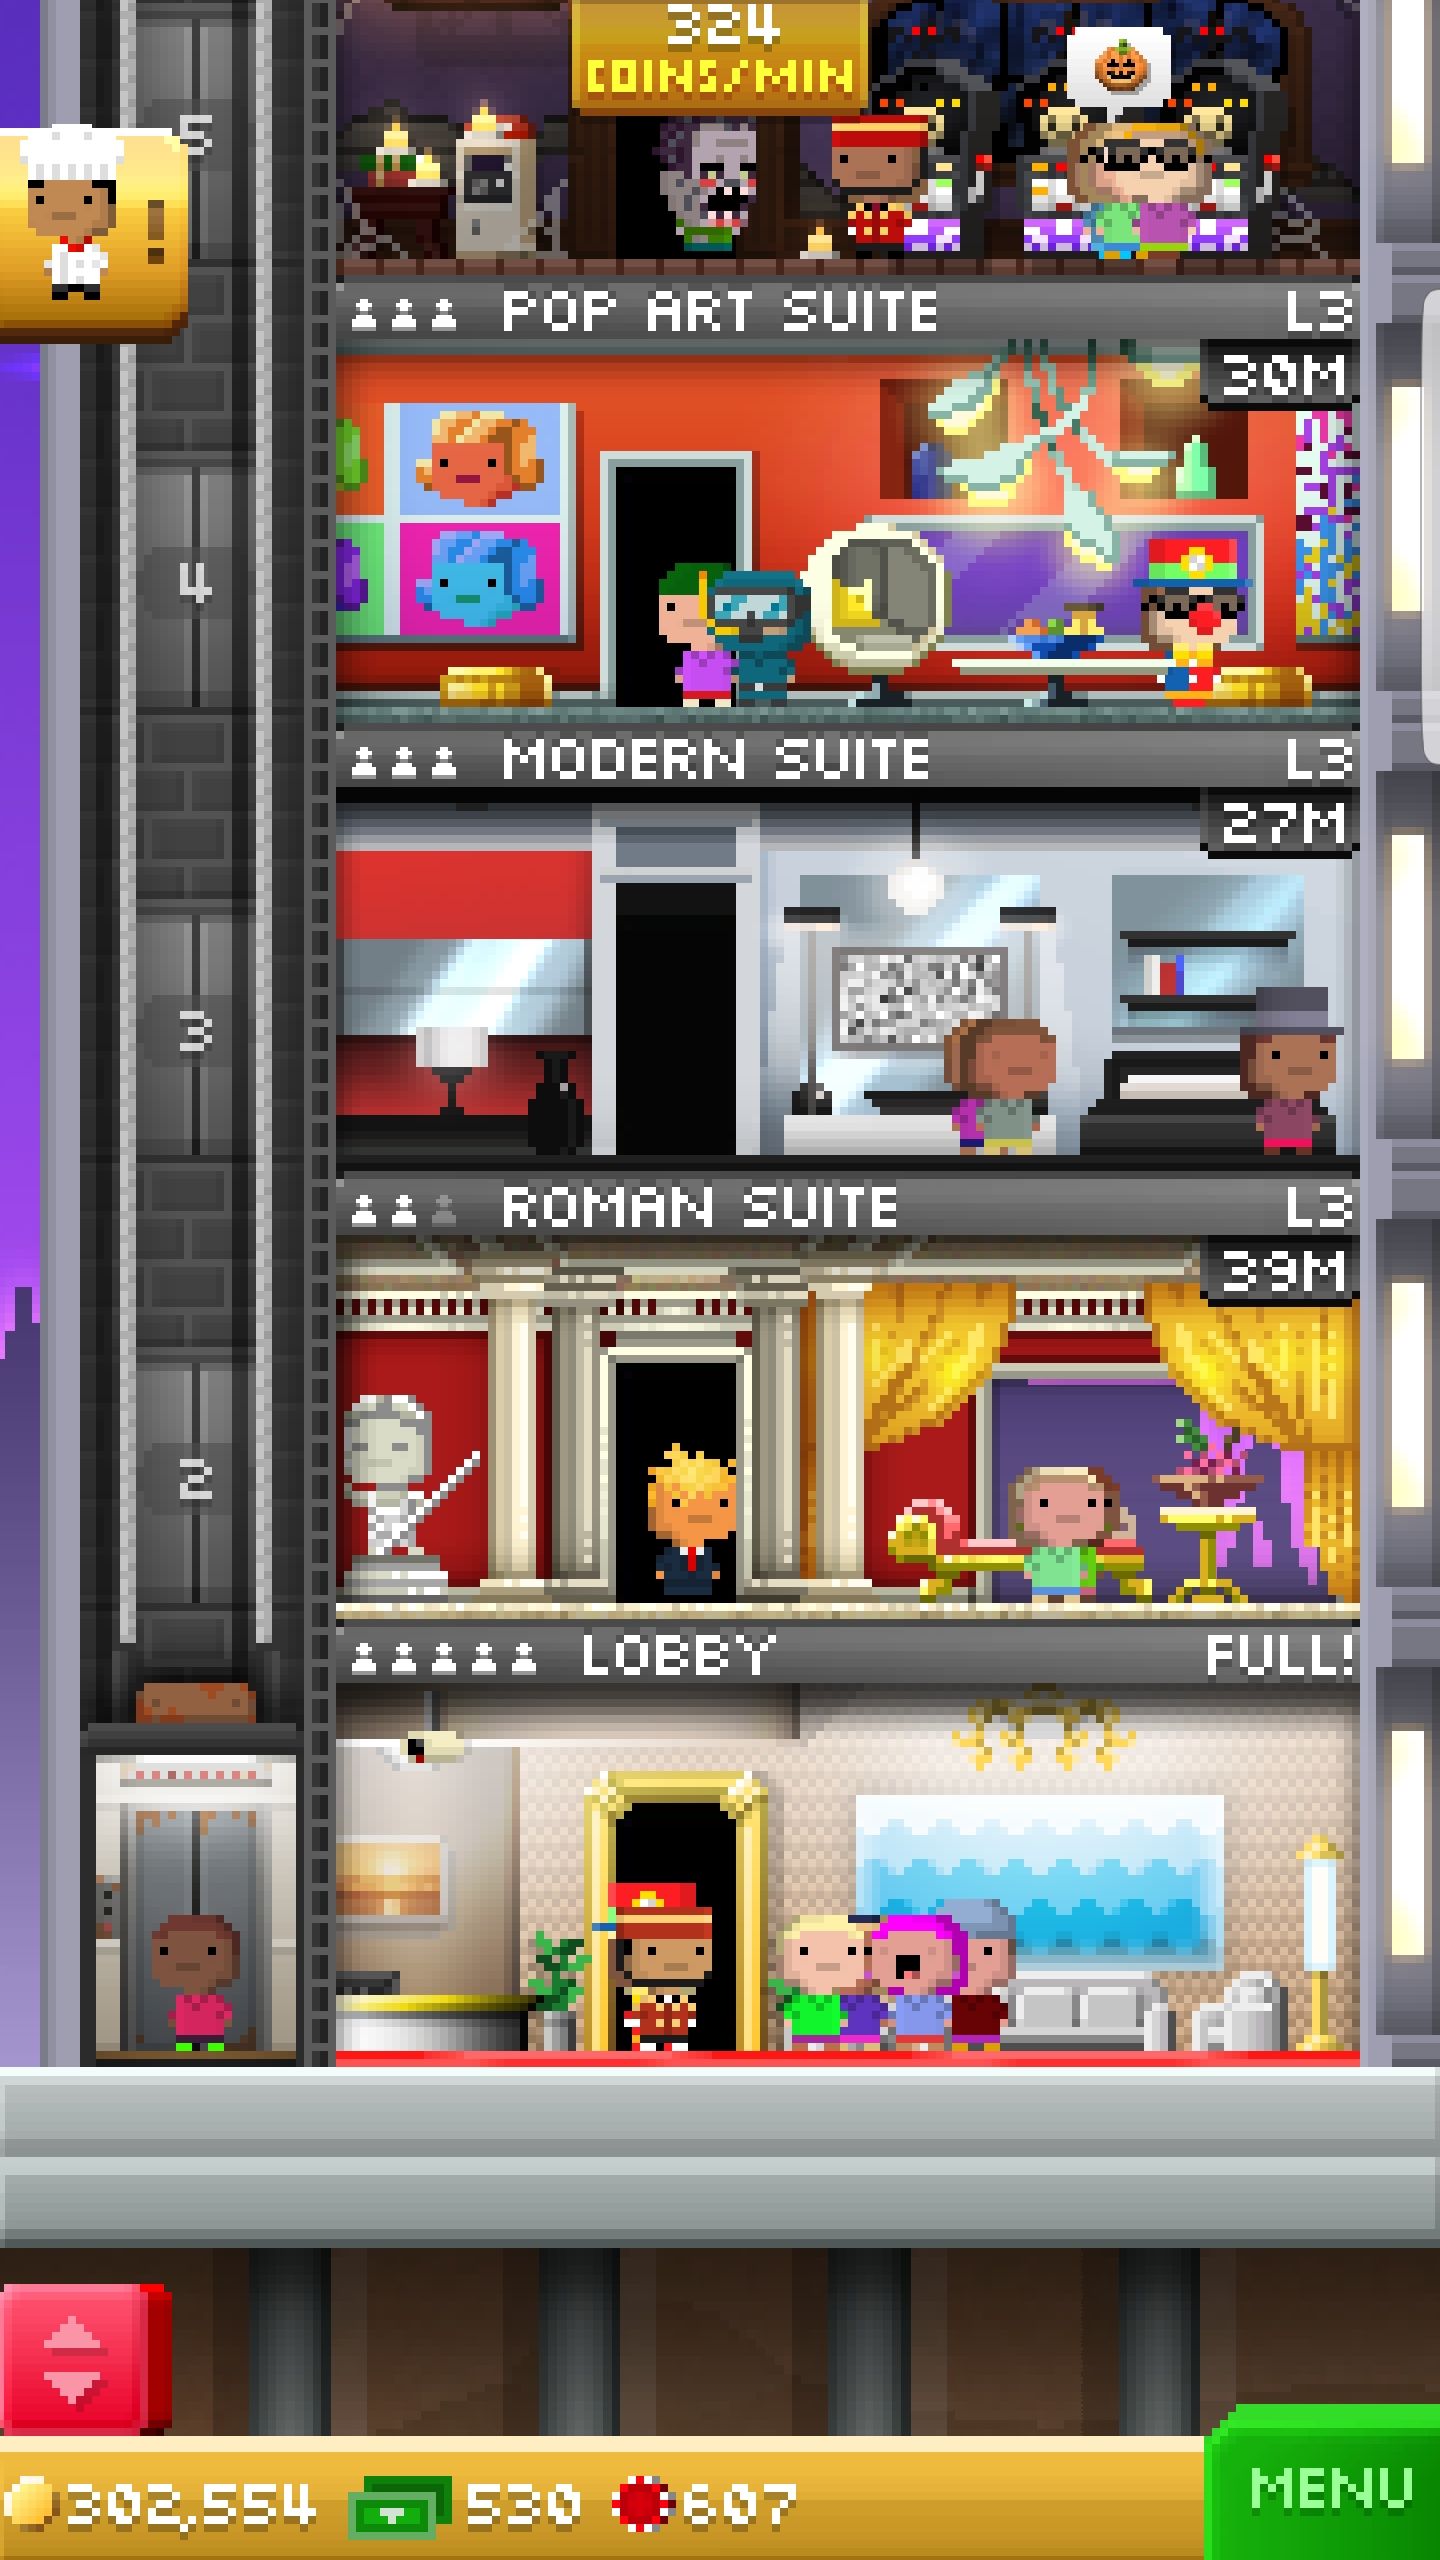 324
COINS/MIN
5
!
POP ART SUITE L3
30M
4
MODERN SUITE L3
27M
3
ROMAN SUITE L3
39M
2
LOBBY FULL!
302,554 530 607
MENU